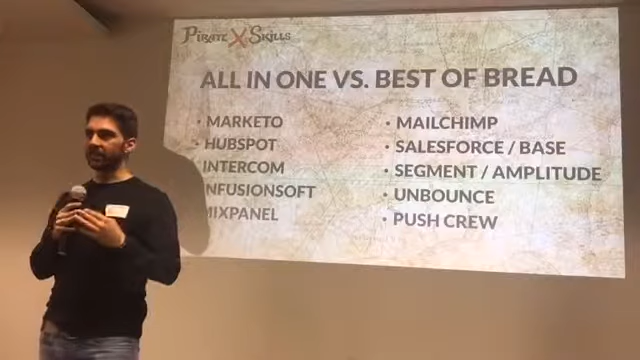 Pirate X Skills
ALL IN ONE VS. BEST OF BREAD
• MARKETO
• HUBSPOT
INTERCOM
NFUSIONSOFT
MIXPANEL
• MAILCHIMP
• SALESFORCE / BASE
• SEGMENT / AMPLITUDE
• UNBOUNCE
• PUSH CREW